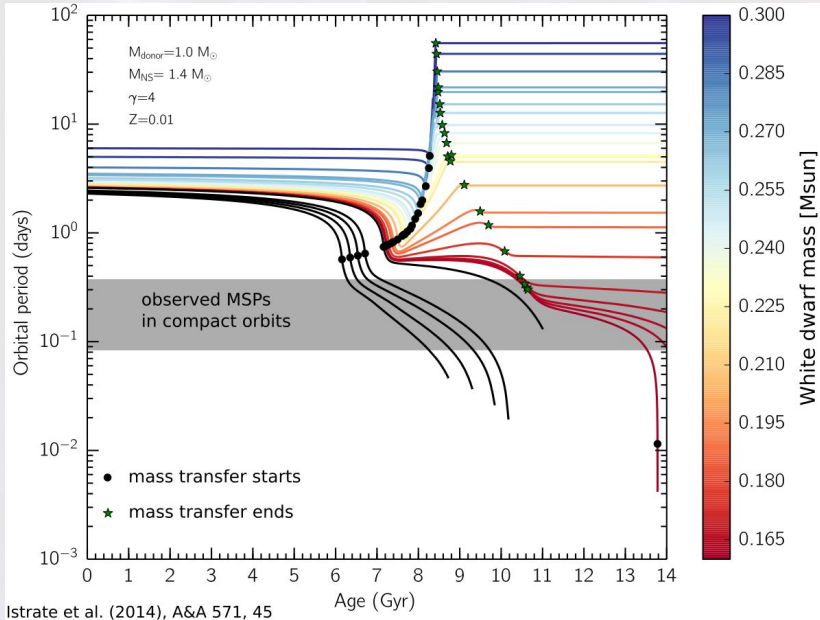 M_donor=1.0 M_⊙
M_NS= 1.4 M_⊙
γ=4
Z=0.01
observed MSPs
in compact orbits
mass transfer starts
mass transfer ends
10^2
10^1
10^0
10^-1
10^-2
10^-3
Orbital period (days)
0 1 2 3 4 5 6 7 8 9 10 11 12 13 14
Age (Gyr)
0.300
0.285
0.270
0.255
0.240
0.225
0.210
0.195
0.180
0.165
White dwarf mass [Msun]
Istrate et al. (2014), A&A 571, 45